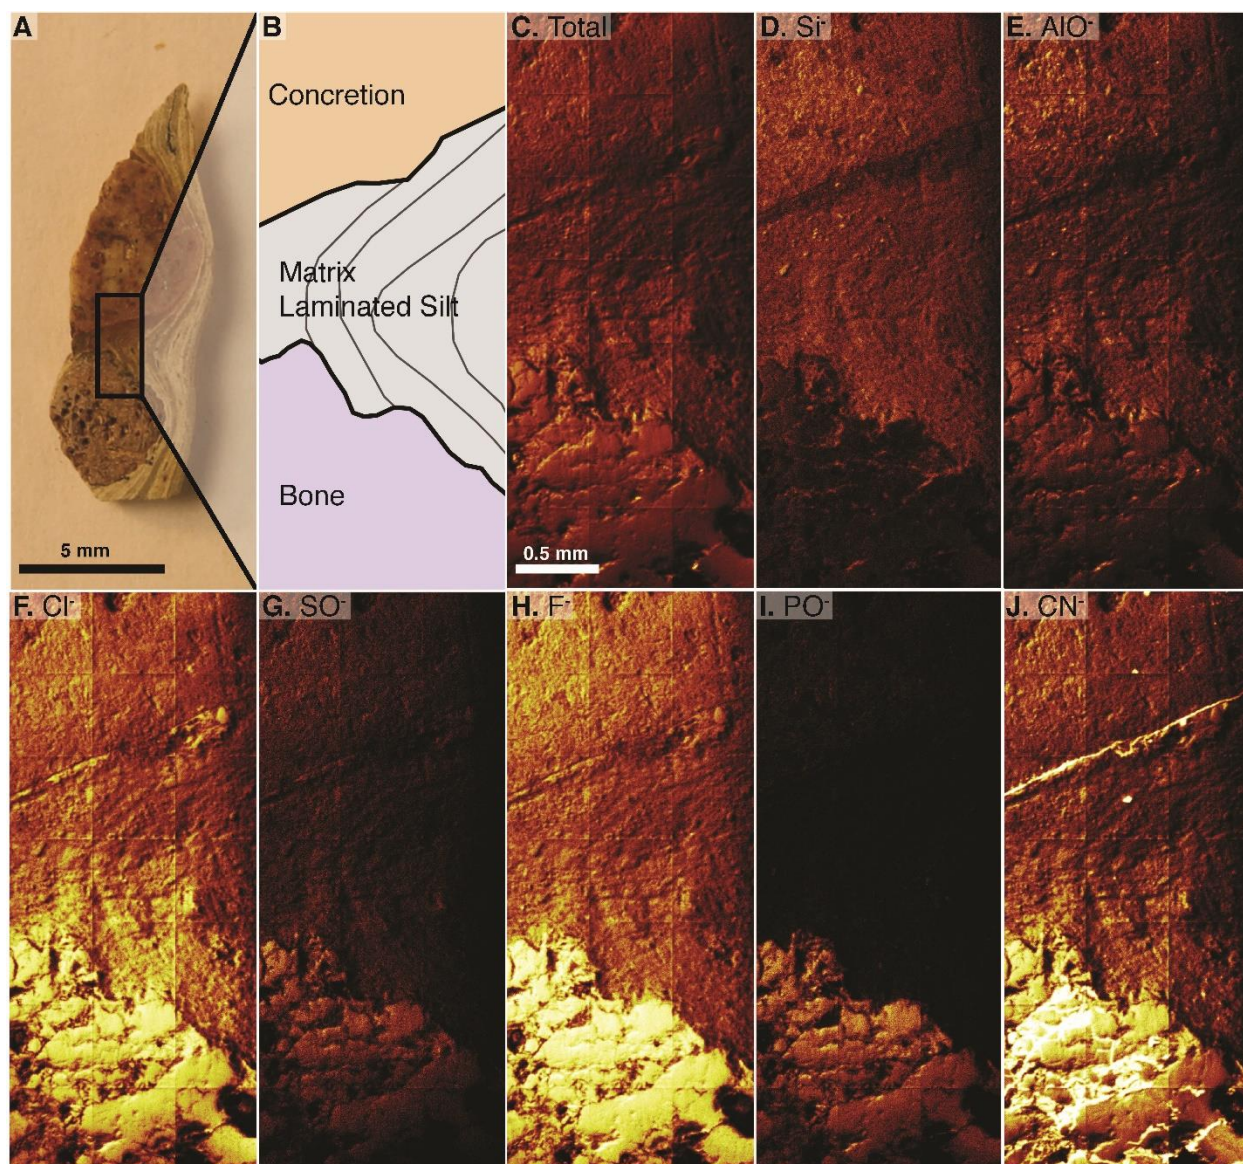 A
B
C. Total
D. Si⁻
E. AlO⁻
Concretion
Matrix
Laminated Silt
Bone
5 mm
0.5 mm
F. Cl⁻
G. SO⁻
H. F⁻
I. PO⁻
J. CN⁻